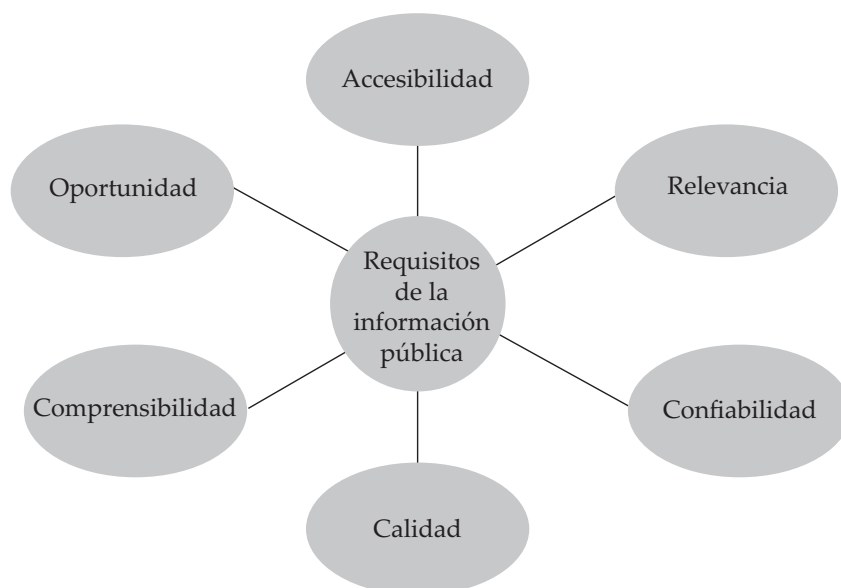 Accesibilidad
Oportunidad
Relevancia
Requisitos
de la
información
pública
Comprensibilidad
Confiabilidad
Calidad